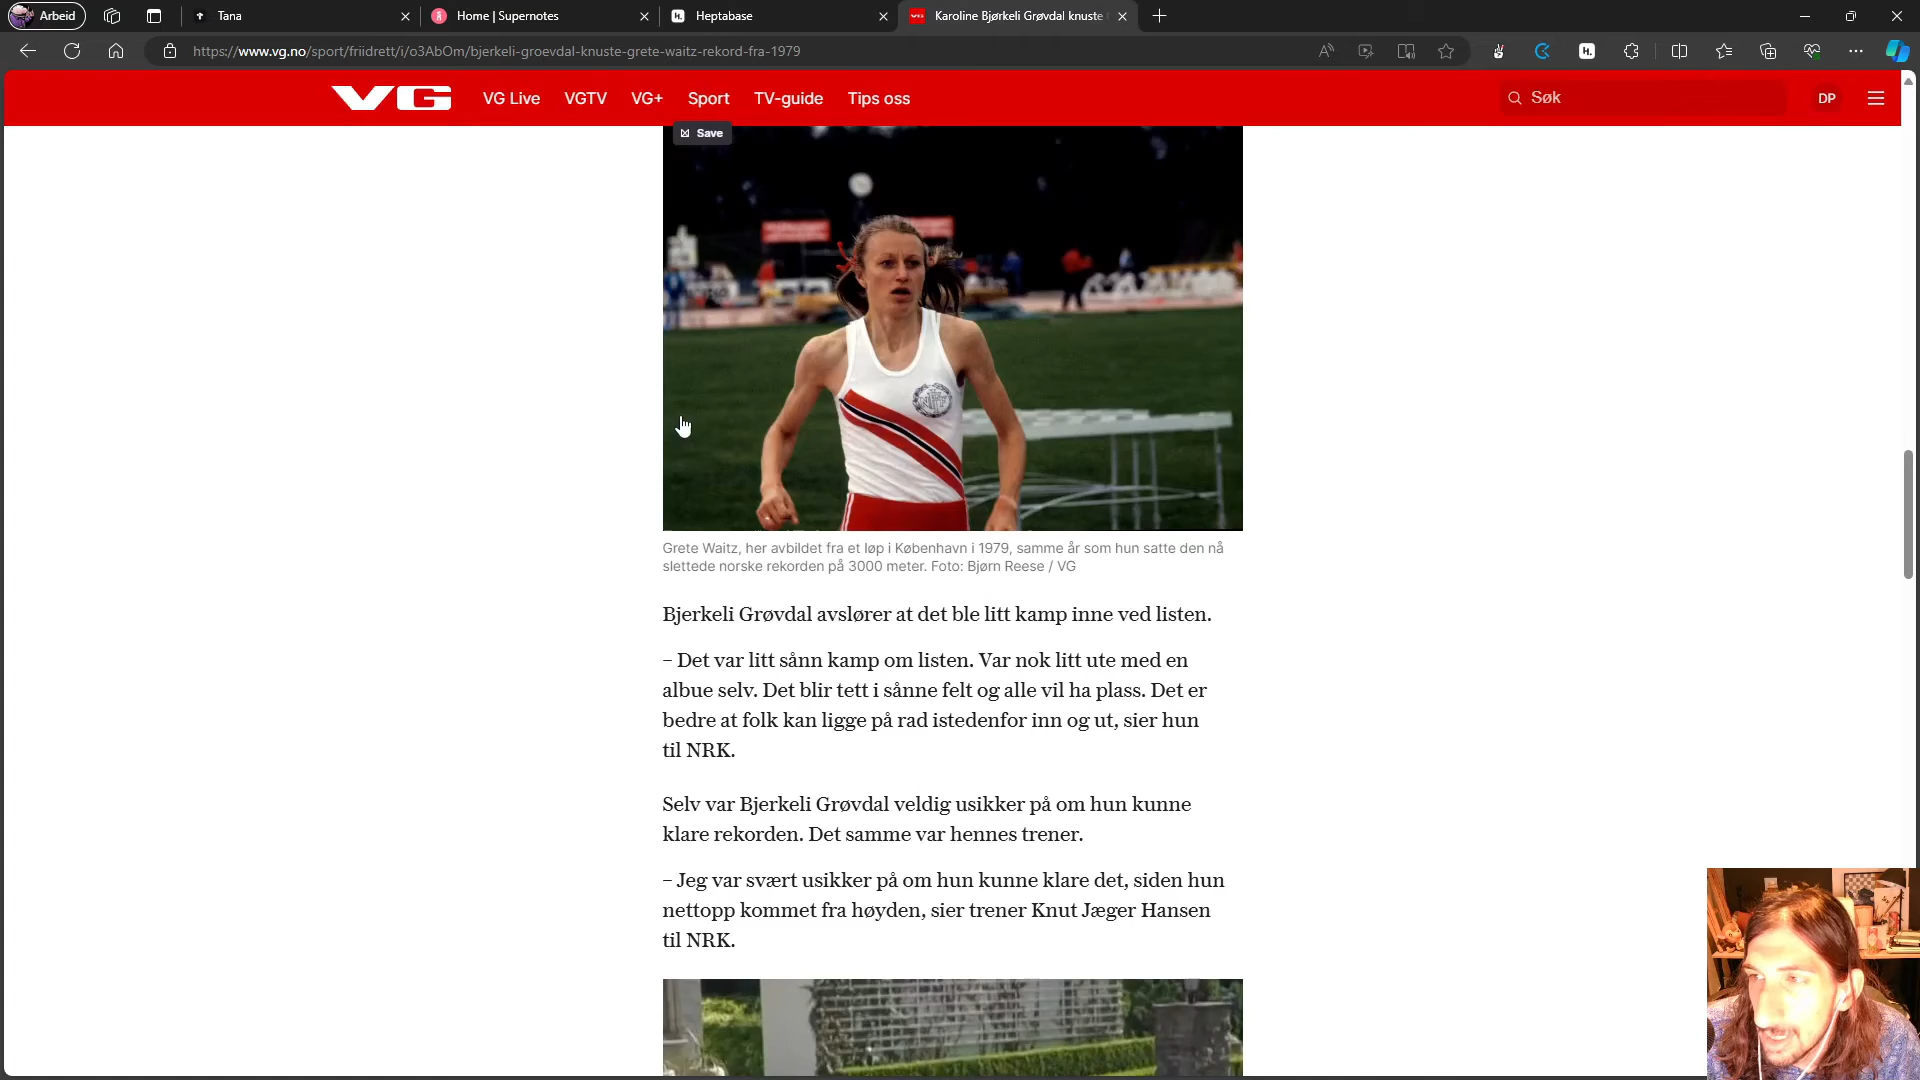 Arbeid
Tana
Home | Supernotes
Heptabase
Karoline Bjørkeli Grøvdal knuste
https://www.vg.no/sport/friidrett/i/o3AbOm/bjerkeli-groevdal-knuste-grete-waitz-rekord-fra-1979
VG
VG Live
VGTV
VG+
Sport
TV-guide
Tips oss
Søk
DP
Save
Grete Waitz, her avbildet fra et løp i København i 1979, samme år som hun satte den nå
slettede norske rekorden på 3000 meter. Foto: Bjørn Reese / VG
Bjerkeli Grøvdal avslører at det ble litt kamp inne ved listen.
– Det var litt sånn kamp om listen. Var nok litt ute med en
albue selv. Det blir tett i sånne felt og alle vil ha plass. Det er
bedre at folk kan ligge på rad istedenfor inn og ut, sier hun
til NRK.
Selv var Bjerkeli Grøvdal veldig usikker på om hun kunne
klare rekorden. Det samme var hennes trener.
– Jeg var svært usikker på om hun kunne klare det, siden hun
nettopp kommet fra høyden, sier trener Knut Jæger Hansen
til NRK.